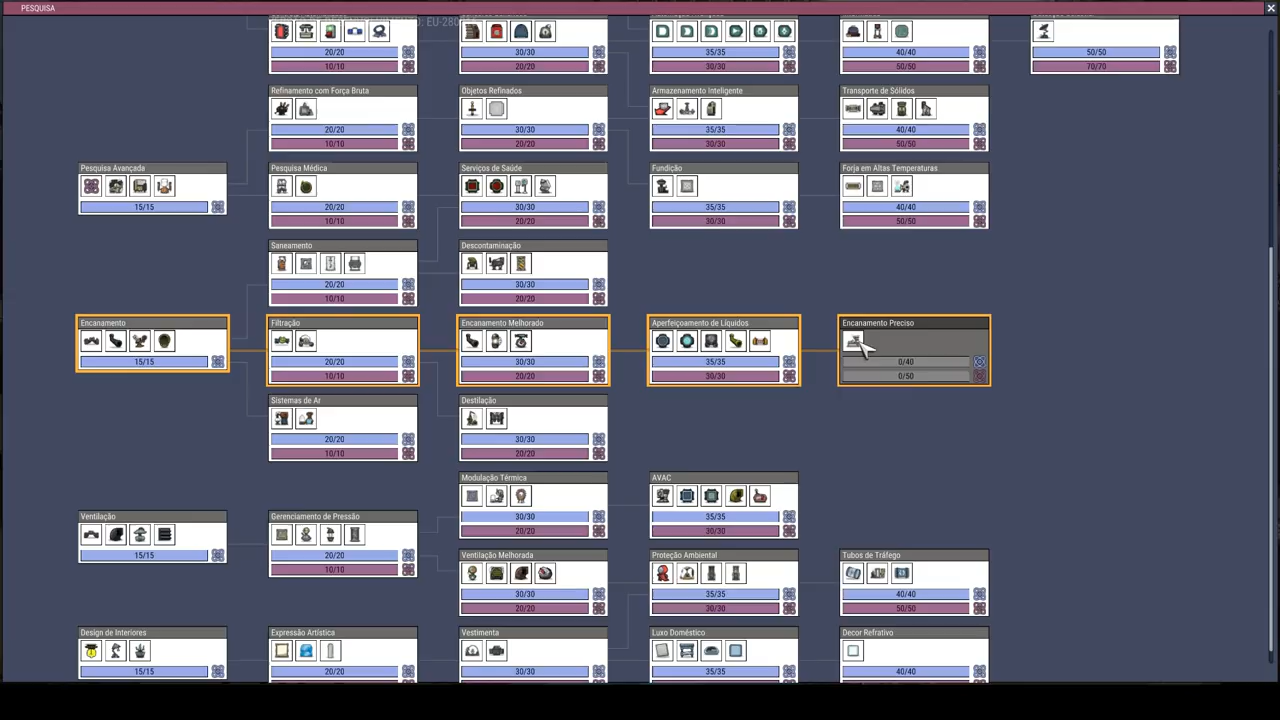 PESQUISA
20/20 30/30 35/35 40/40 50/50
10/10 20/20 30/30 50/50 70/70
Refinamento com Força Bruta Objetos Refinados Armazenamento Inteligente Transporte de Sólidos
20/20 30/30 35/35 40/40
10/10 20/20 30/30 50/50
Pesquisa Avançada Pesquisa Médica Serviços de Saúde Fundição Forja em Altas Temperaturas
15/15 20/20 30/30 35/35 40/40
10/10 20/20 30/30 50/50
Saneamento Descontaminação
20/20 30/30
10/10 20/20
Encanamento Filtração Encanamento Melhorado Aperfeiçoamento de Líquidos Encanamento Preciso
15/15 20/20 30/30 35/35 0/40
10/10 20/20 30/30 0/50
Sistemas de Ar Destilação
20/20 30/30
10/10 20/20
Modulação Térmica AVAC
30/30 35/35
20/20 30/30
Ventilação Gerenciamento de Pressão
15/15 20/20
10/10
Ventilação Melhorada Proteção Ambiental Tubos de Tráfego
30/30 35/35 40/40
20/20 30/30 50/50
Design de Interiores Expressão Artística Vestimenta Luxo Doméstico Decor Refrativo
15/15 20/20 30/30 35/35 40/40